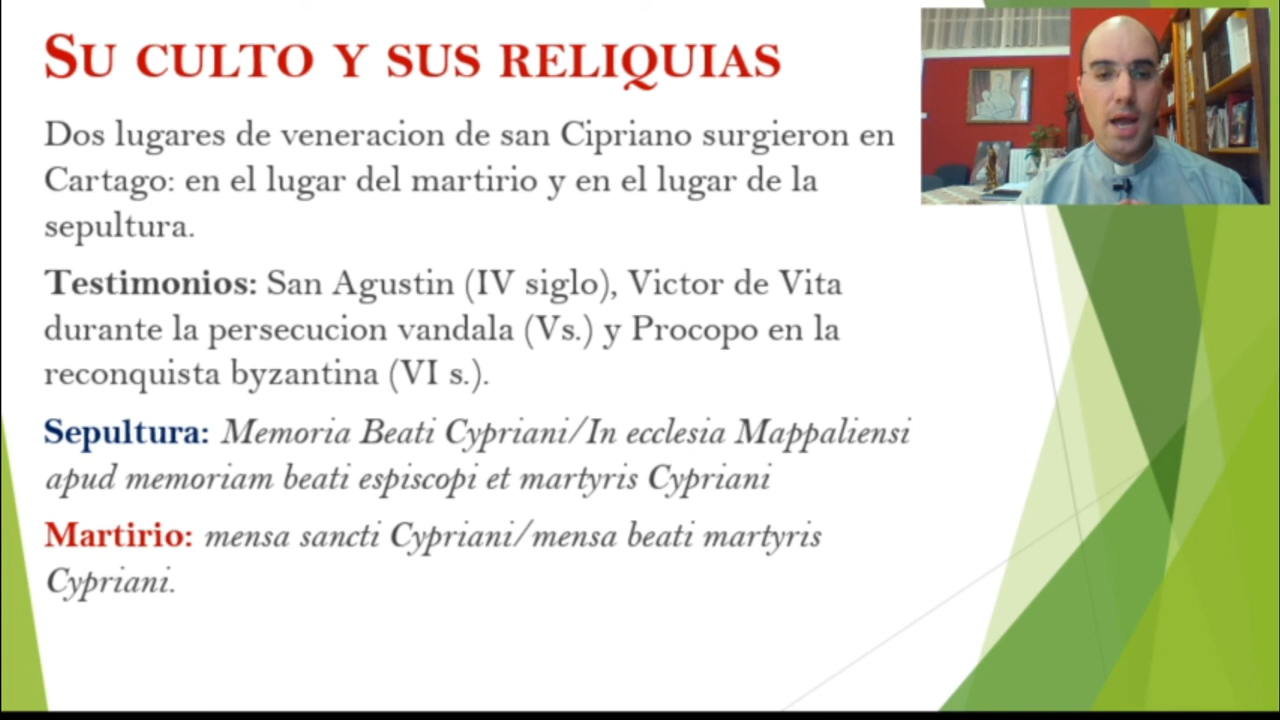 SU CULTO Y SUS RELIQUIAS
Dos lugares de veneracion de san Cipriano surgieron en
Cartago: en el lugar del martirio y en el lugar de la
sepultura.
Testimonios: San Agustin (IV siglo), Victor de Vita
durante la persecucion vandala (Vs.) y Procopo en la
reconquista byzantina (VI s.).
Sepultura: Memoria Beati Cypriani/In ecclesia Mappaliensi
apud memoriam beati espiscopi et martyris Cypriani
Martirio: mensa sancti Cypriani/mensa beati martyris
Cypriani.